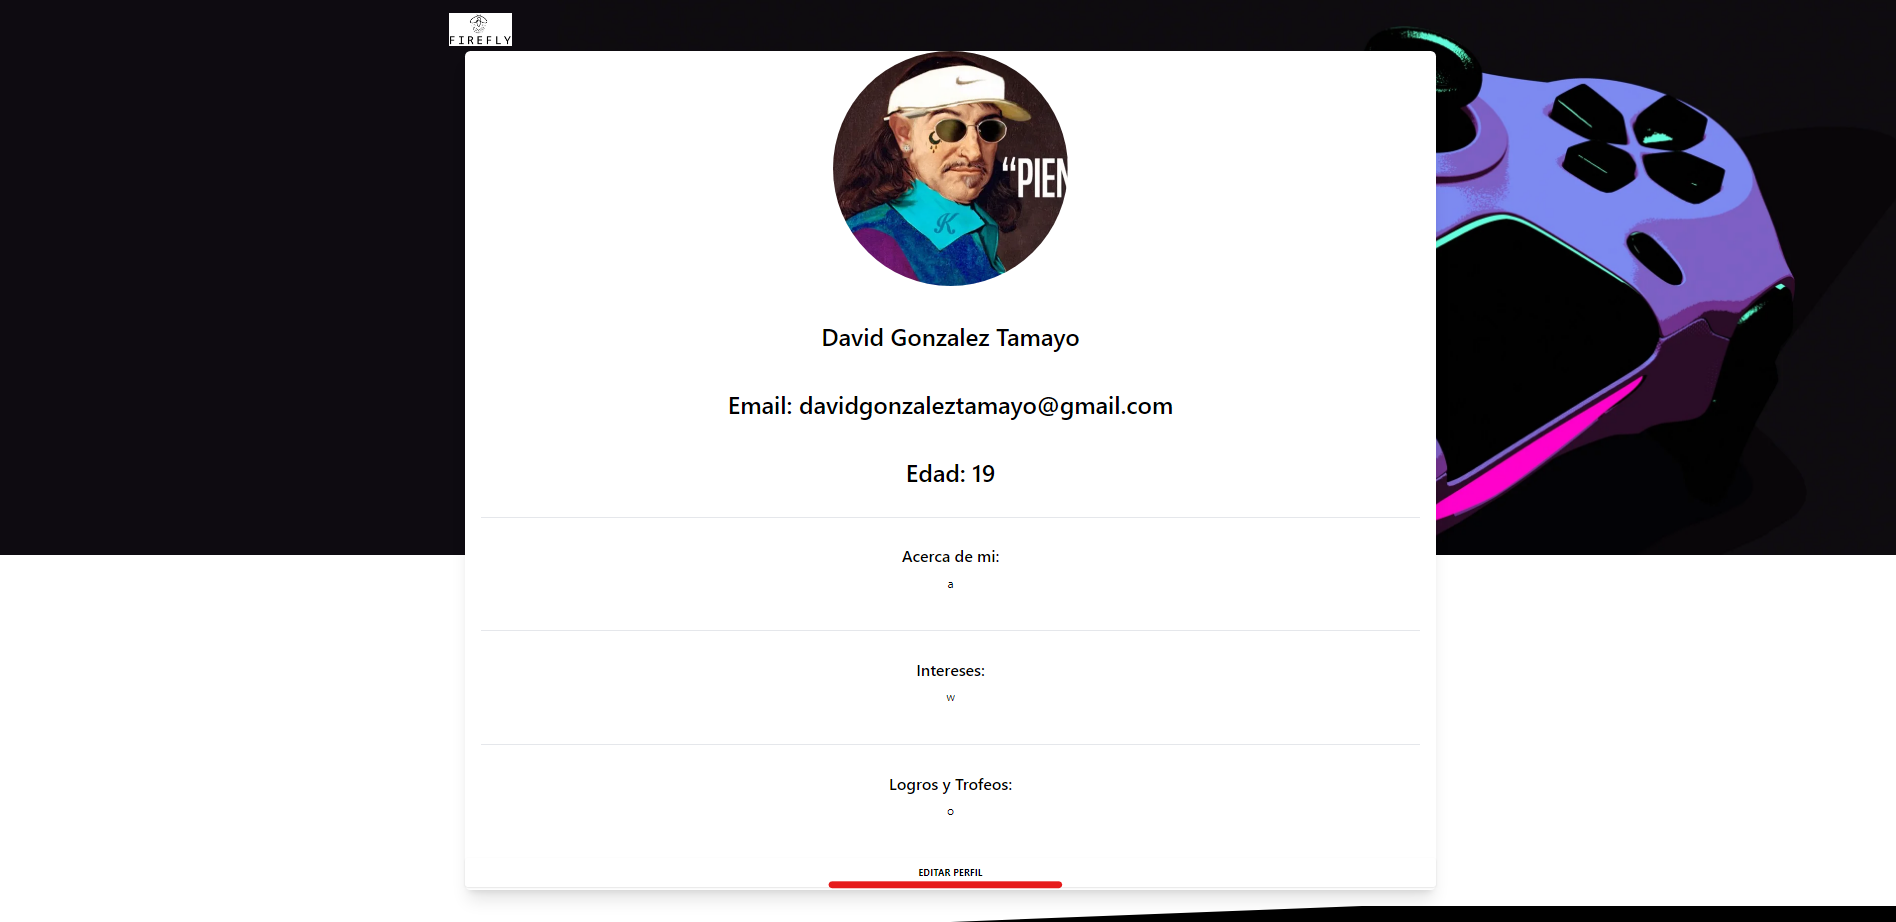 FIREFLY
“PIEN
K
David Gonzalez Tamayo
Email: davidgonzaleztamayo@gmail.com
Edad: 19
Acerca de mi:
a
Intereses:
w
Logros y Trofeos:
o
EDITAR PERFIL